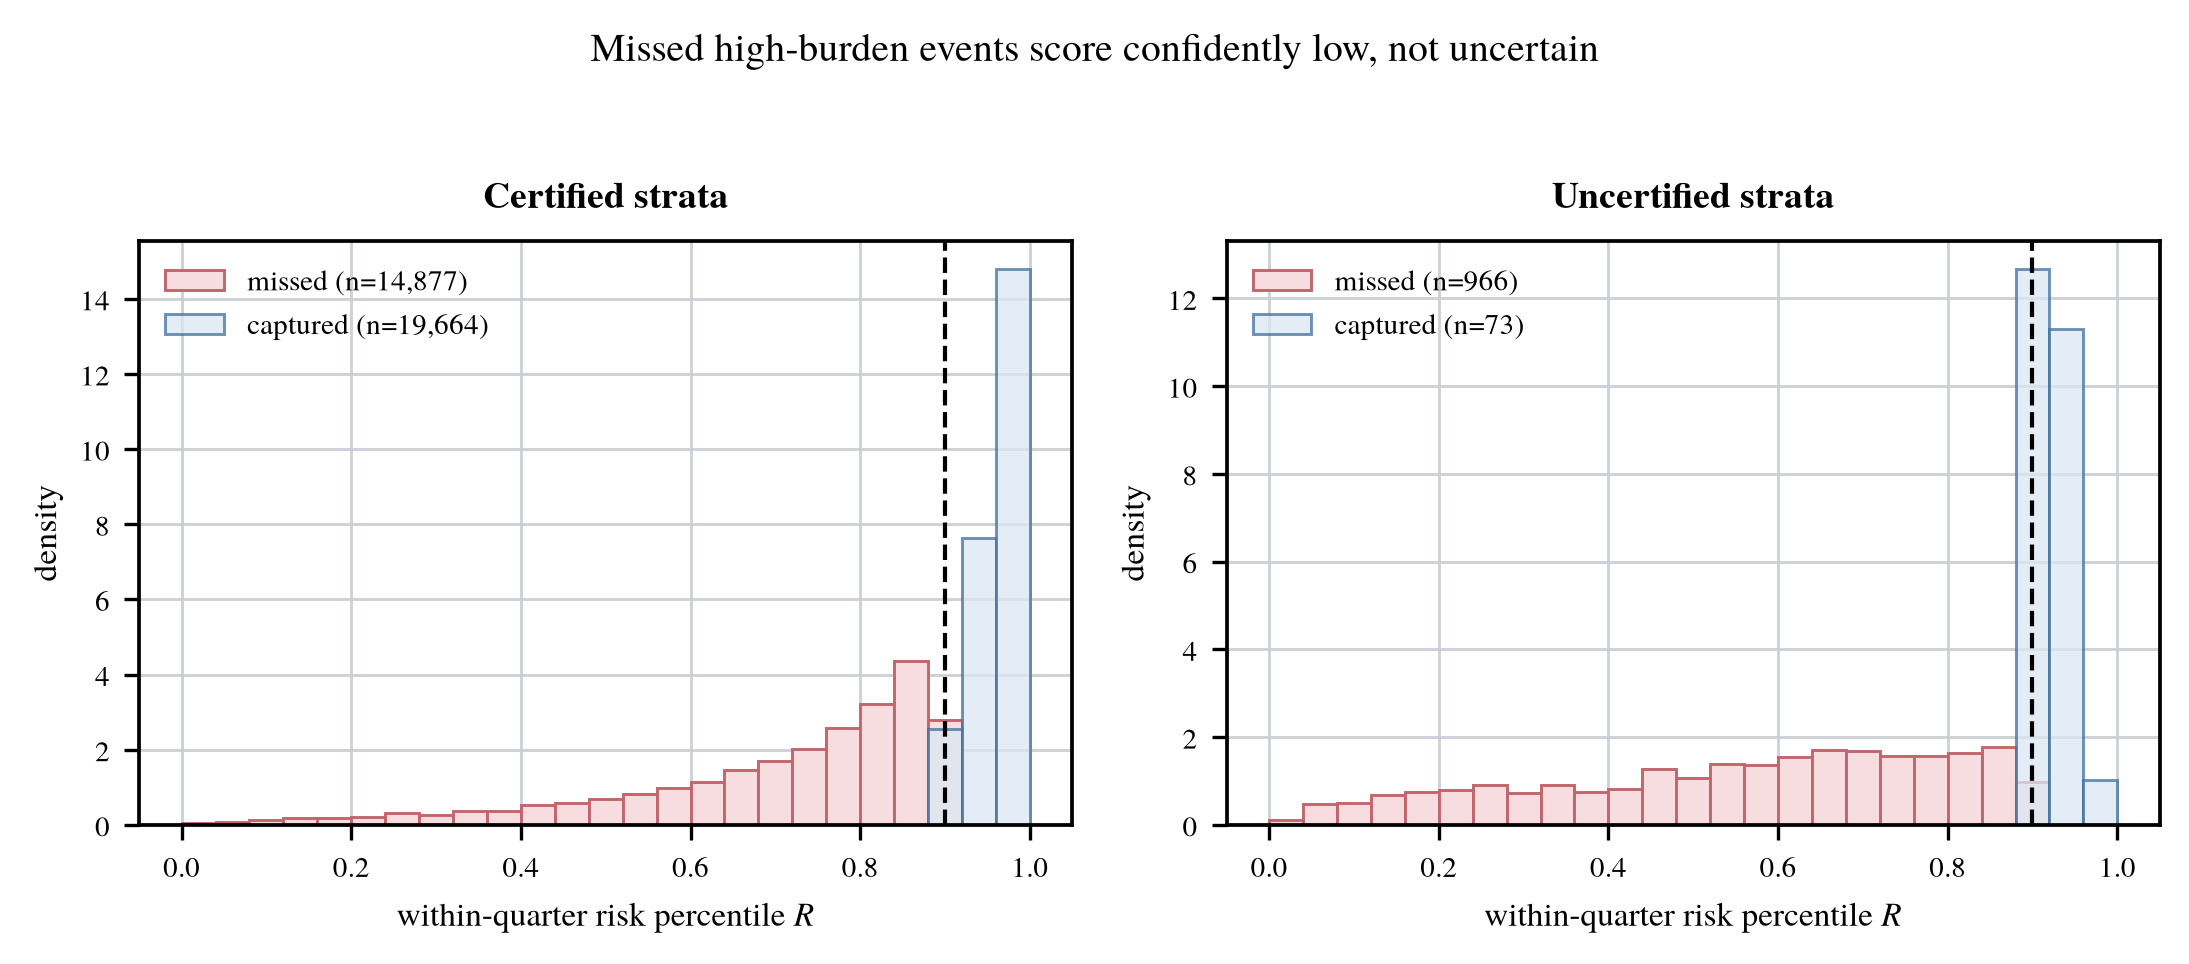 Missed high-burden events score confidently low, not uncertain
Certified strata
missed (n=14,877)
captured (n=19,664)
density
14
12
10
8
6
4
2
0
0.0 0.2 0.4 0.6 0.8 1.0
within-quarter risk percentile R
Uncertified strata
missed (n=966)
captured (n=73)
density
12
10
8
6
4
2
0
0.0 0.2 0.4 0.6 0.8 1.0
within-quarter risk percentile R